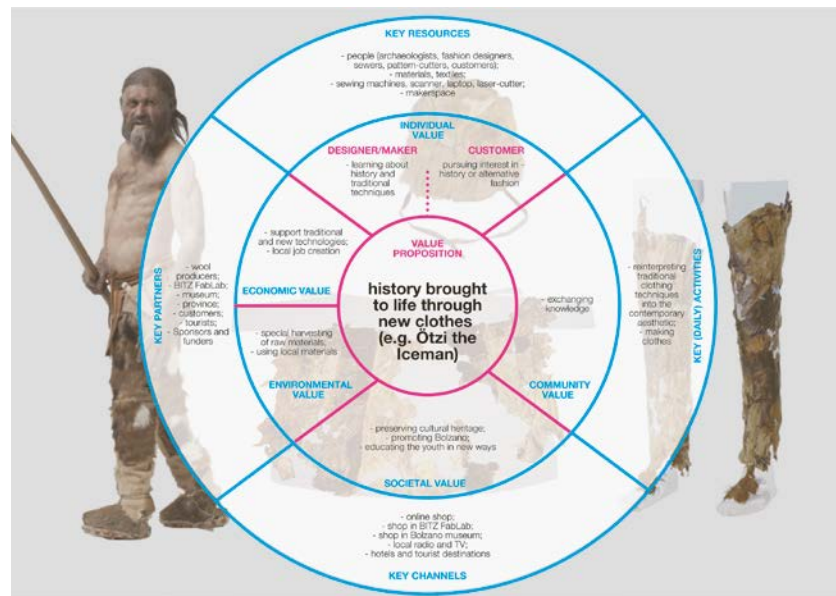 KEY RESOURCES
- people (archaeologists, fashion designers,
sewers, pattern-cutters, customers);
- materials, textiles;
- sewing machines, scanner, laptop, laser-cutter;
- makerspace
INDIVIDUAL
VALUE
DESIGNER/MAKER
- learning about
history and
traditional
techniques
CUSTOMER
pursuing interest in -
history or alternative
fashion
- support traditional
and new technologies;
- local job creation
ECONOMIC VALUE
VALUE
PROPOSITION
history brought
to life through
new clothes
(e.g. Ötzi the
Iceman)
KEY PARTNERS
- wool
producers;
- BITZ FabLab;
- museum;
- province;
- customers;
- tourists;
- Sponsors and
funders
- special harvesting
of raw materials;
- using local materials
ENVIRONMENTAL
VALUE
- exchanging
knowledge
COMMUNITY
VALUE
- reinterpreting
traditional
clothing
techniques
into the
contemporary
aesthetic;
- making
clothes
KEY (DAILY) ACTIVITIES
- preserving cultural heritage;
- promoting Bolzano;
- educating the youth in new ways
SOCIETAL VALUE
- online shop;
- shop in BITZ FabLab;
- shop in Bolzano museum;
- local radio and TV;
- hotels and tourist destinations
KEY CHANNELS